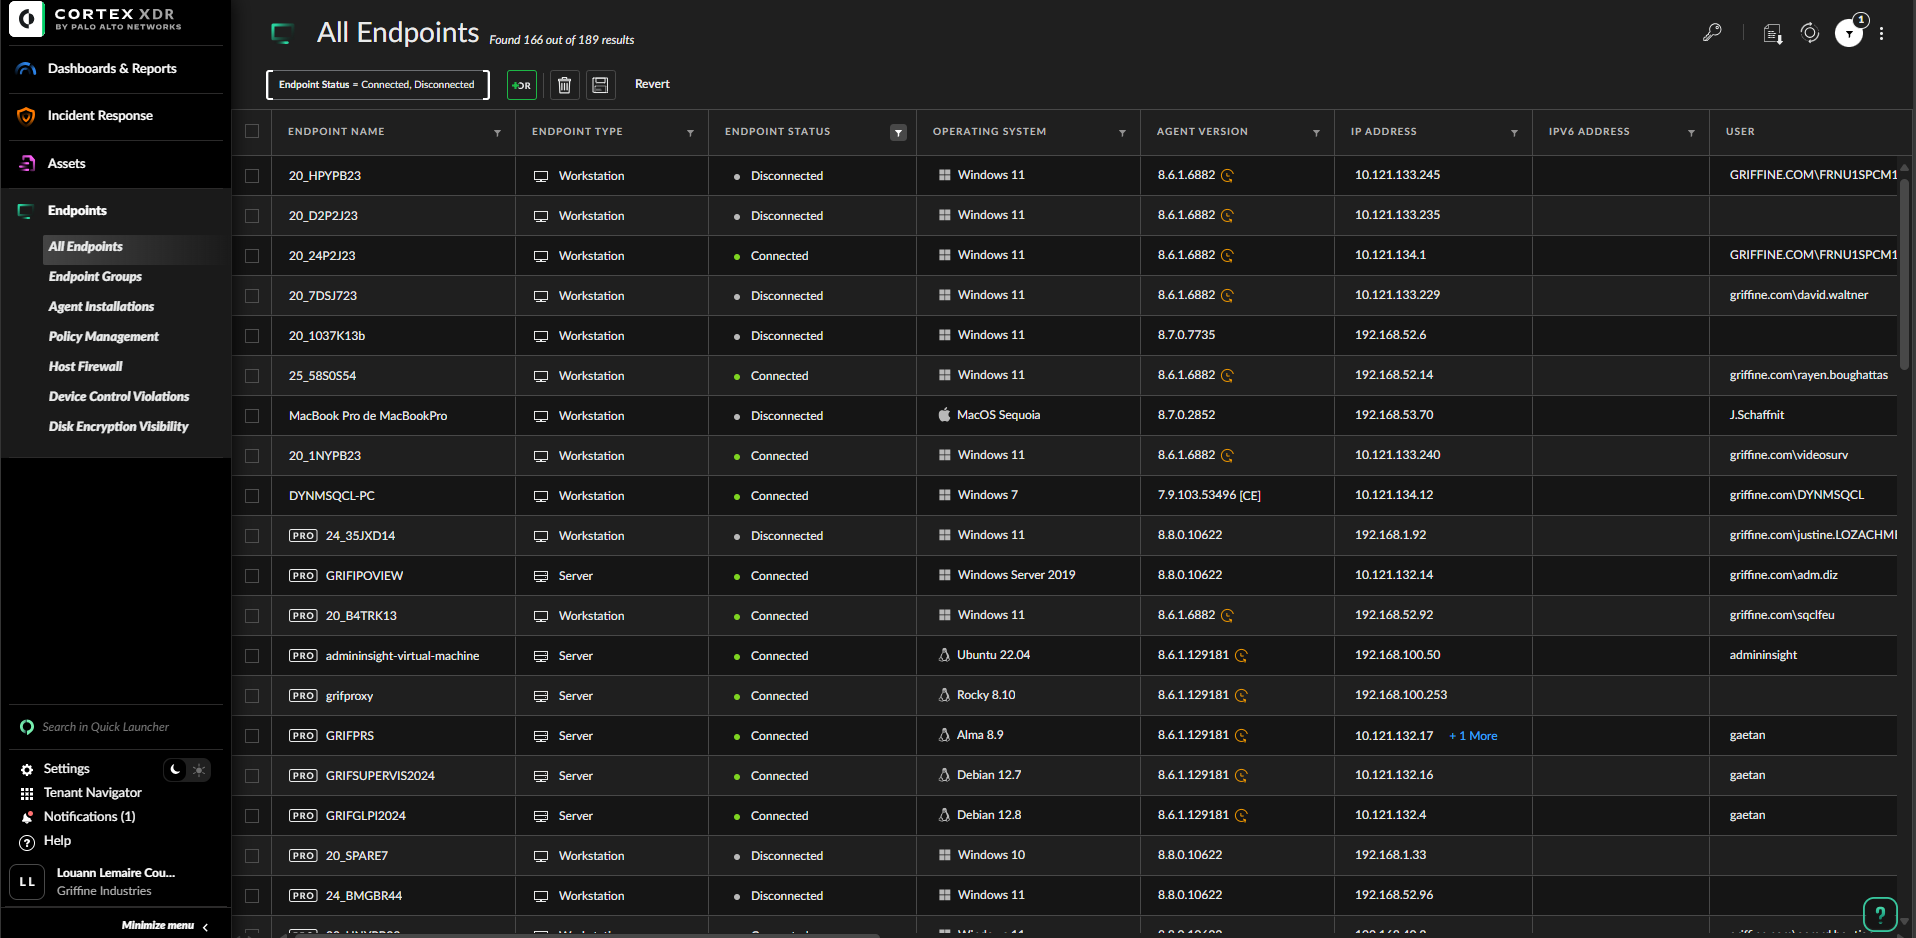 CORTEX XDR
BY PALO ALTO NETWORKS
Dashboards & Reports
Incident Response
Assets
Endpoints
All Endpoints
Endpoint Groups
Agent Installations
Policy Management
Host Firewall
Device Control Violations
Disk Encryption Visibility
Search in Quick Launcher
Settings
Tenant Navigator
Notifications (1)
Help
LL
Louann Lemaire Cou...
Griffine Industries
Minimize menu
All Endpoints Found 166 out of 189 results
1
Endpoint Status = Connected, Disconnected +OR Revert
ENDPOINT NAME ENDPOINT TYPE ENDPOINT STATUS OPERATING SYSTEM AGENT VERSION IP ADDRESS IPV6 ADDRESS USER
20_HPYPB23 Workstation Disconnected Windows 11 8.6.1.6882 10.121.133.245 GRIFFINE.COM\FRNU1SPCM1
20_D2P2J23 Workstation Disconnected Windows 11 8.6.1.6882 10.121.133.235
20_24P2J23 Workstation Connected Windows 11 8.6.1.6882 10.121.134.1 GRIFFINE.COM\FRNU1SPCM1
20_7DSJ723 Workstation Disconnected Windows 11 8.6.1.6882 10.121.133.229 griffine.com\david.waltner
20_1037K13b Workstation Disconnected Windows 11 8.7.0.7735 192.168.52.6
25_58S0S54 Workstation Connected Windows 11 8.6.1.6882 192.168.52.14 griffine.com\rayen.boughattas
MacBook Pro de MacBookPro Workstation Disconnected MacOS Sequoia 8.7.0.2852 192.168.53.70 J.Schaffnit
20_1NYPB23 Workstation Connected Windows 11 8.6.1.6882 10.121.133.240 griffine.com\videosurv
DYNMSQCL-PC Workstation Connected Windows 7 7.9.103.53496 [CE] 10.121.134.12 griffine.com\DYNMSQCL
PRO 24_35JXD14 Workstation Disconnected Windows 11 8.8.0.10622 192.168.1.92 griffine.com\justine.LOZACHME
PRO GRIFIPOVIEW Server Connected Windows Server 2019 8.8.0.10622 10.121.132.14 griffine.com\adm.diz
PRO 20_B4TRK13 Workstation Connected Windows 11 8.6.1.6882 192.168.52.92 griffine.com\sqclfeu
PRO admininsight-virtual-machine Server Connected Ubuntu 22.04 8.6.1.129181 192.168.100.50 admininsight
PRO grifproxy Server Connected Rocky 8.10 8.6.1.129181 192.168.100.253
PRO GRIFPRS Server Connected Alma 8.9 8.6.1.129181 10.121.132.17 + 1 More gaetan
PRO GRIFSUPERVIS2024 Server Connected Debian 12.7 8.6.1.129181 10.121.132.16 gaetan
PRO GRIFGLPI2024 Server Connected Debian 12.8 8.6.1.129181 10.121.132.4 gaetan
PRO 20_SPARE7 Workstation Disconnected Windows 10 8.8.0.10622 192.168.1.33
PRO 24_BMGBR44 Workstation Disconnected Windows 11 8.8.0.10622 192.168.52.96